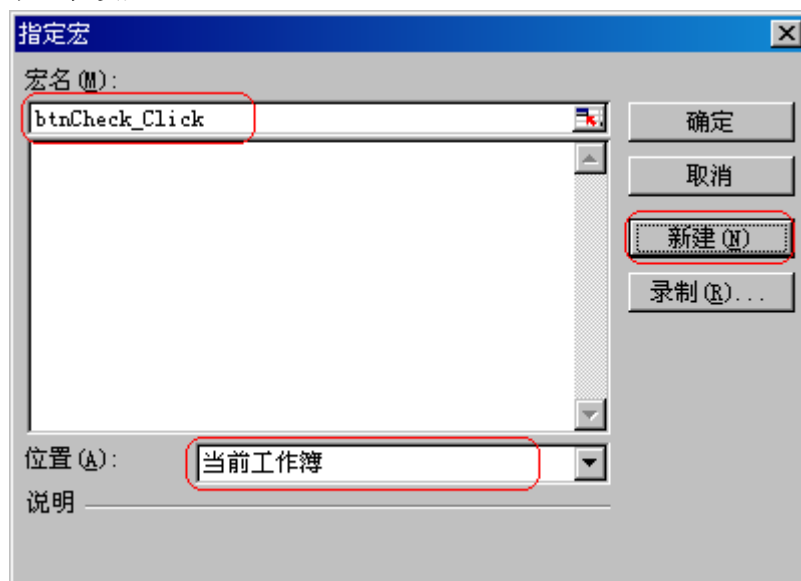 指定宏
宏名(M):
btnCheck_Click
确定
取消
新建(N)
录制(R)...
位置(A):
当前工作簿
说明